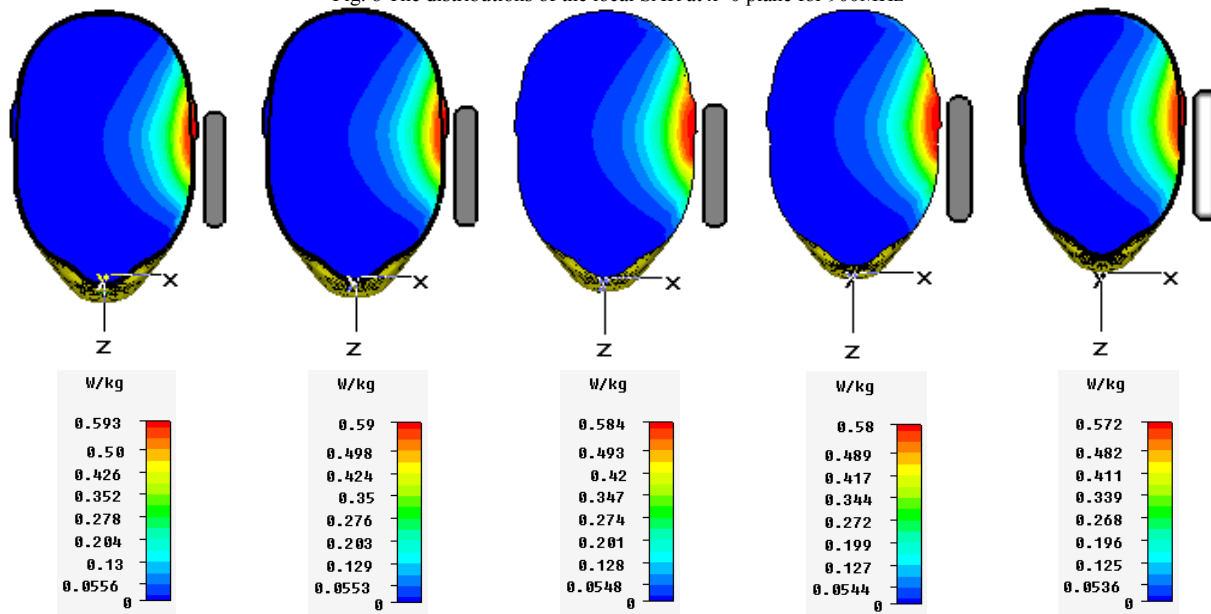 The distributions of the local SAR at plane for 900MHz
Y X Y X Y X Y X Y X
Z Z Z Z Z
W/kg W/kg W/kg W/kg W/kg
0.593 0.59 0.584 0.58 0.572
0.50 0.498 0.493 0.489 0.482
0.426 0.424 0.42 0.417 0.411
0.352 0.35 0.347 0.344 0.339
0.278 0.276 0.274 0.272 0.268
0.204 0.203 0.201 0.199 0.196
0.13 0.129 0.128 0.127 0.125
0.0556 0.0553 0.0548 0.0544 0.0536
0 0 0 0 0